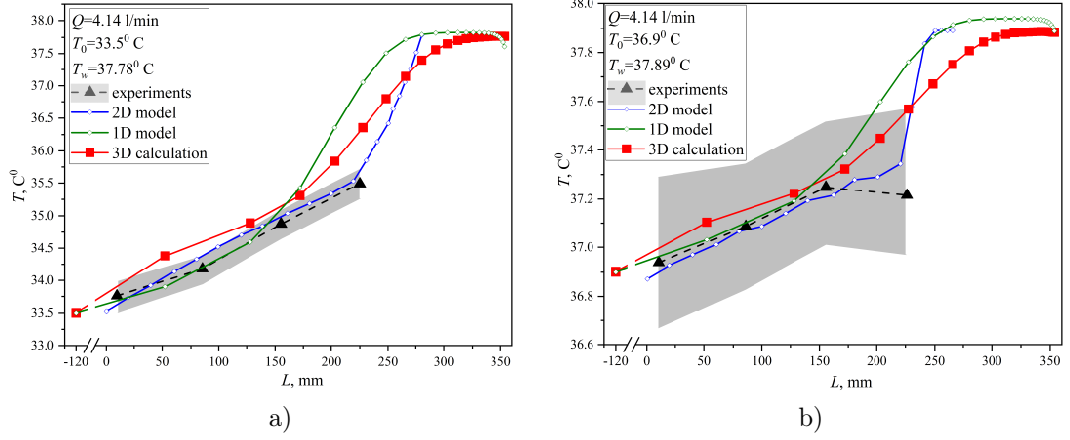 a)
Q=4.14 l/min
T0=33.5⁰ C
Tw=37.78⁰ C
experiments
2D model
1D model
3D calculation
T, C⁰
38.0
37.5
37.0
36.5
36.0
35.5
35.0
34.5
34.0
33.5
33.0
-120 0 50 100 150 200 250 300 350
L, mm
a)
b)
Q=4.14 l/min
T0=36.9⁰ C
Tw=37.89⁰ C
experiments
2D model
1D model
3D calculation
T, C⁰
38.0
37.8
37.6
37.4
37.2
37.0
36.8
36.6
-120 0 50 100 150 200 250 300 350
L, mm
b)